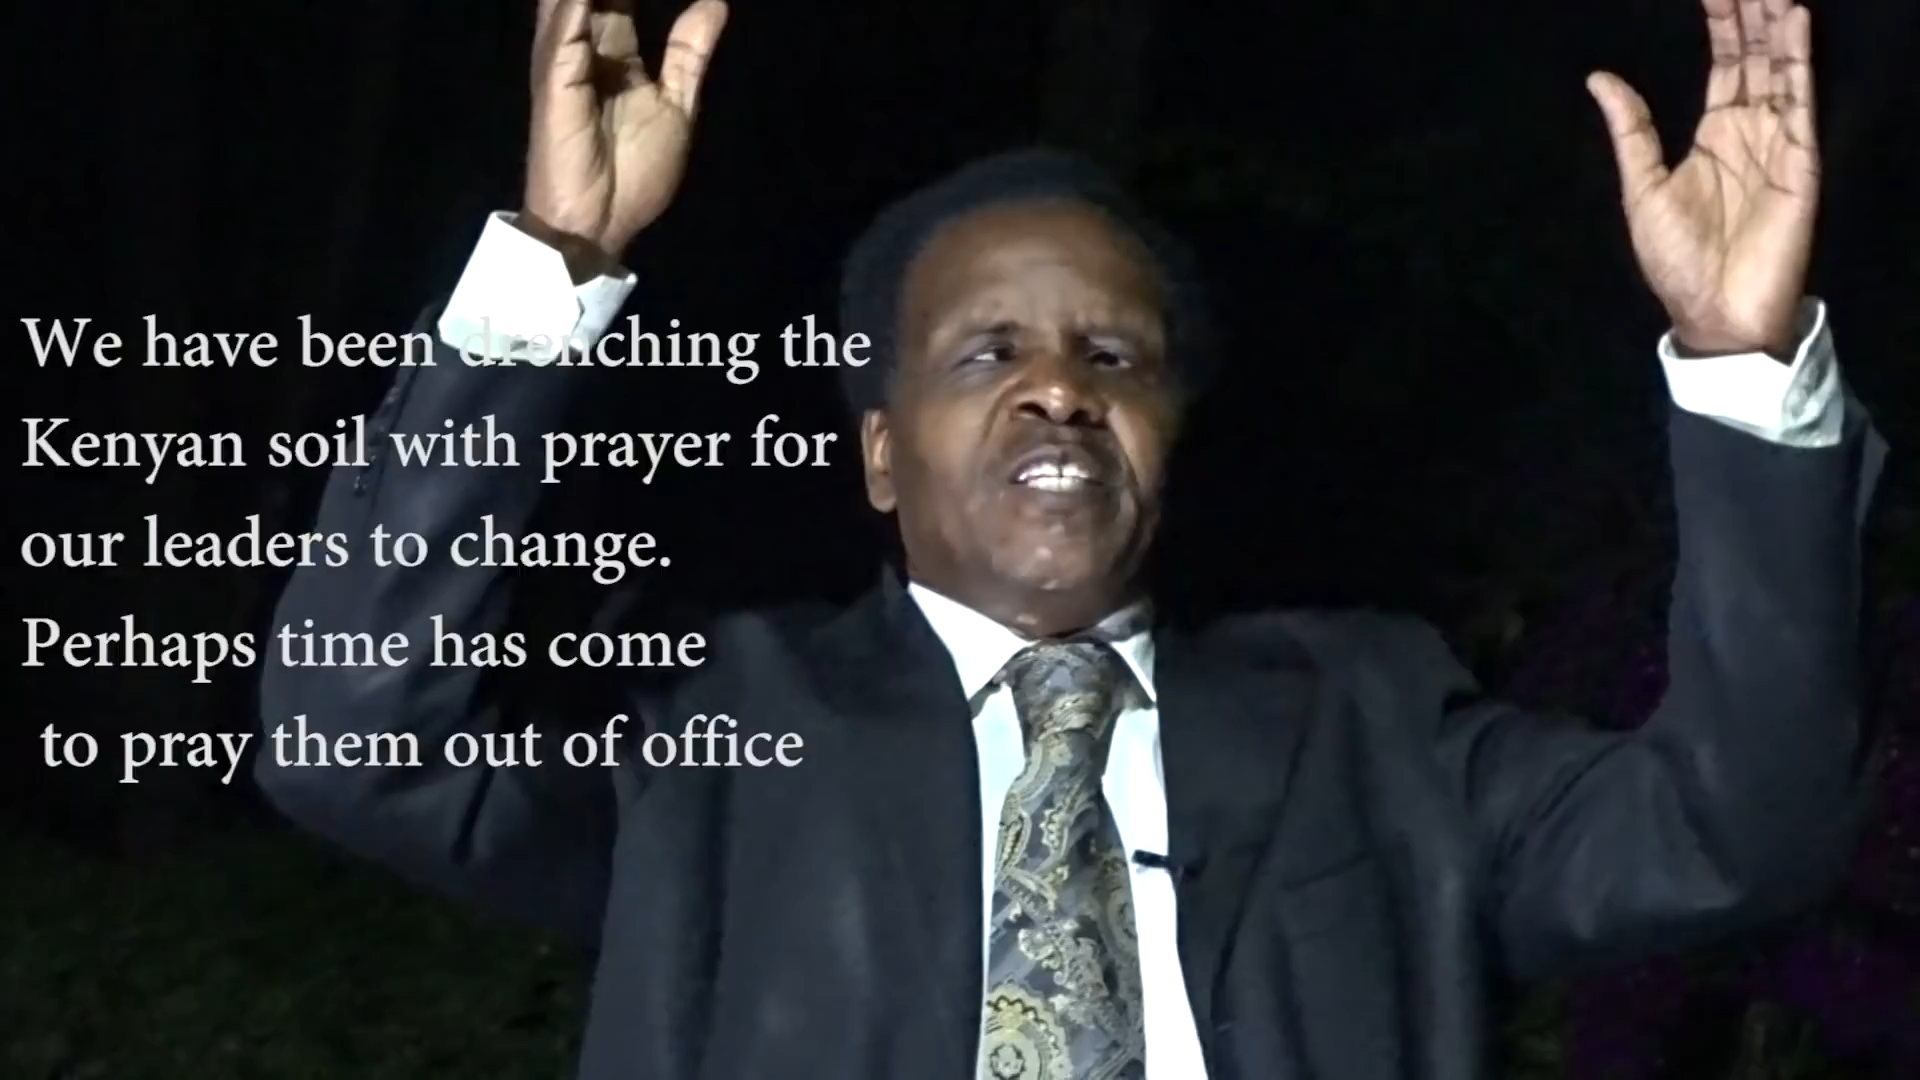 We have been drenching the
Kenyan soil with prayer for
our leaders to change.
Perhaps time has come
to pray them out of office